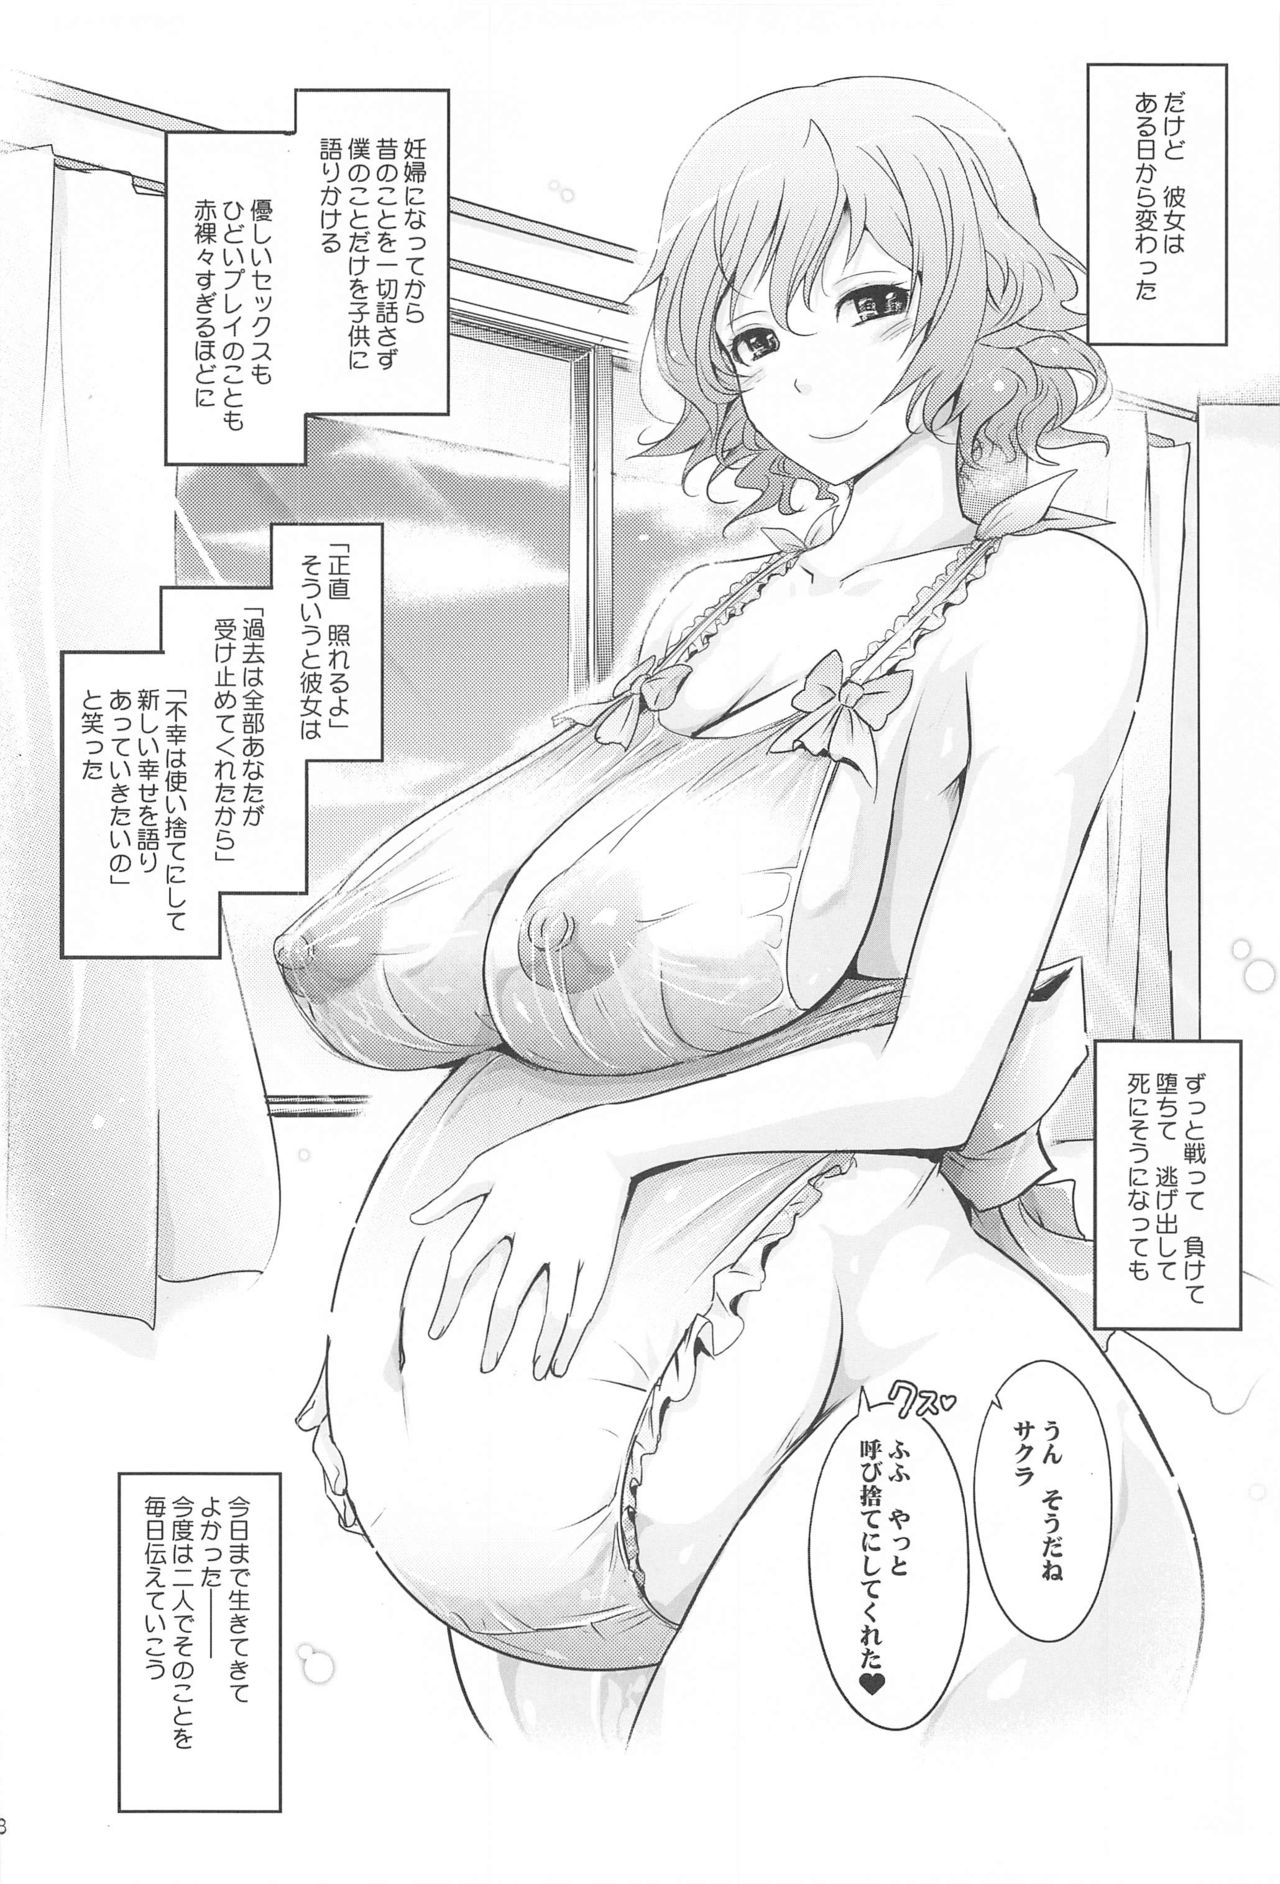 だけど　彼女は
ある日から変わった
妊婦になってから
昔のことを一切話さず
僕のことだけを子供に
語りかける
優しいセックスも
ひどいプレイのことも
赤裸々すぎるほどに
「正直　照れるよ」
そういうと彼女は
「過去は全部あなたが
受け止めてくれたから」
「不幸は使い捨てにして
新しい幸せを語り
あっていきたいの」
と笑った
ずっと戦って　負けて
堕ちて　逃げ出して
死にそうになっても
うん　そうだね
サクラ
クス♡
ふふ　やっと
呼び捨てにしてくれた♥
今日まで生きてきて
よかった――
今度は二人でそのことを
毎日伝えていこう